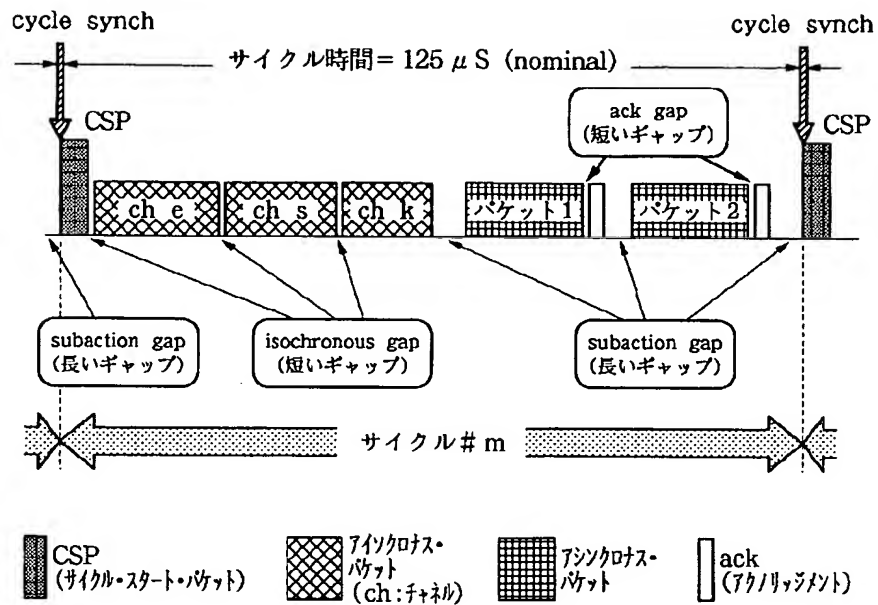 cycle synch
cycle synch
サイクル時間= 125 μS (nominal)
CSP
ack gap
(短いギャップ)
CSP
ch e
ch s
ch k
パケット1
パケット2
subaction gap
(長いギャップ)
isochronous gap
(短いギャップ)
subaction gap
(長いギャップ)
サイクル# m
CSP
(サイクル・スタート・パケット)
アイソクロナス・
パケット
(ch:チャネル)
アシンクロナス・
パケット
ack
(アクノリッジメント)